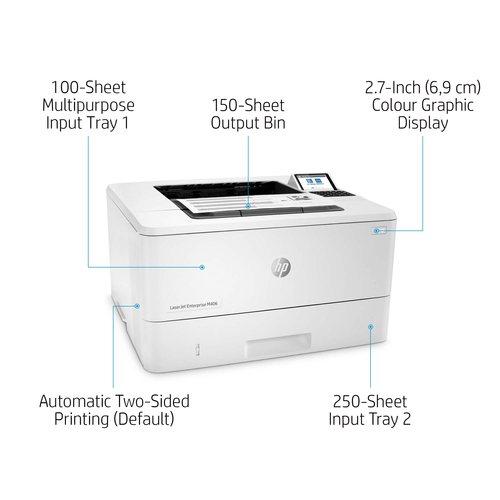 100-Sheet
Multipurpose
Input Tray 1
150-Sheet
Output Bin
2.7-Inch (6,9 cm)
Colour Graphic
Display
hp
LaserJet Enterprise M406
Automatic Two-Sided
Printing (Default)
250-Sheet
Input Tray 2